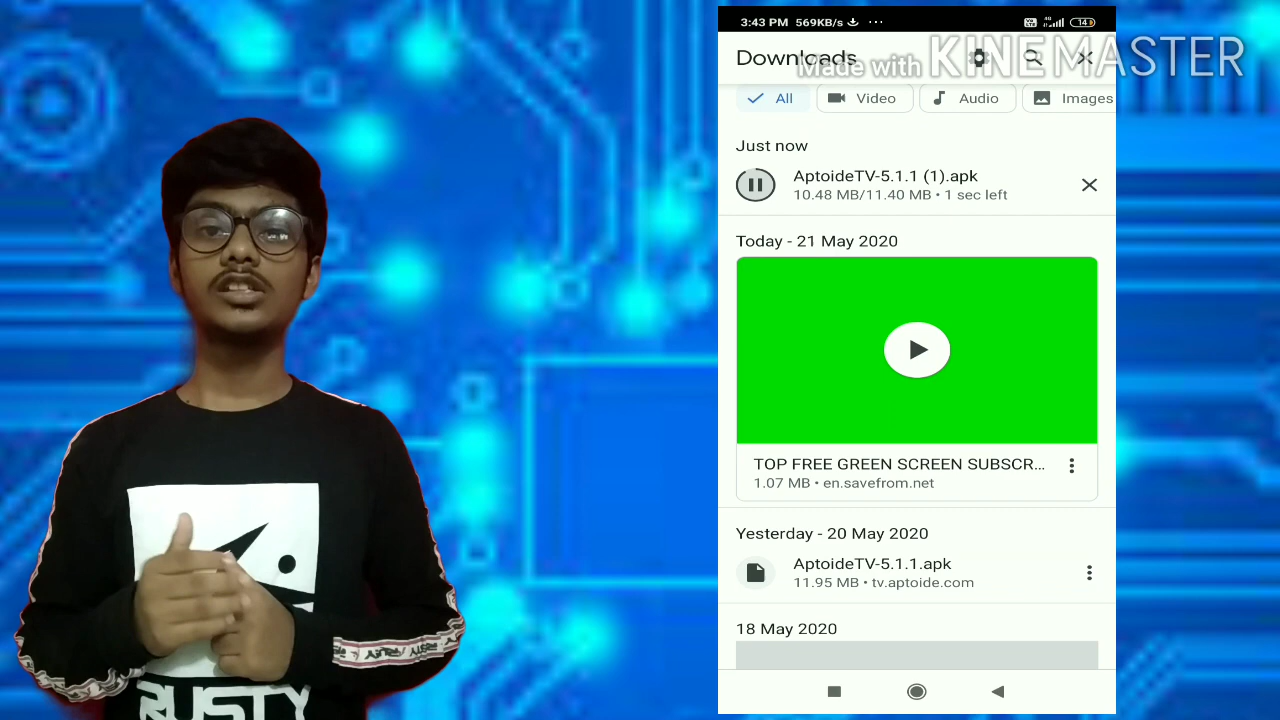 3:43 PM 569KB/s
14
Downloads
Made with KINEMASTER
All Video Audio Images
Just now
AptoideTV-5.1.1 (1).apk
10.48 MB/11.40 MB • 1 sec left
Today - 21 May 2020
TOP FREE GREEN SCREEN SUBSCR...
1.07 MB • en.savefrom.net
Yesterday - 20 May 2020
AptoideTV-5.1.1.apk
11.95 MB • tv.aptoide.com
18 May 2020
RUSTY